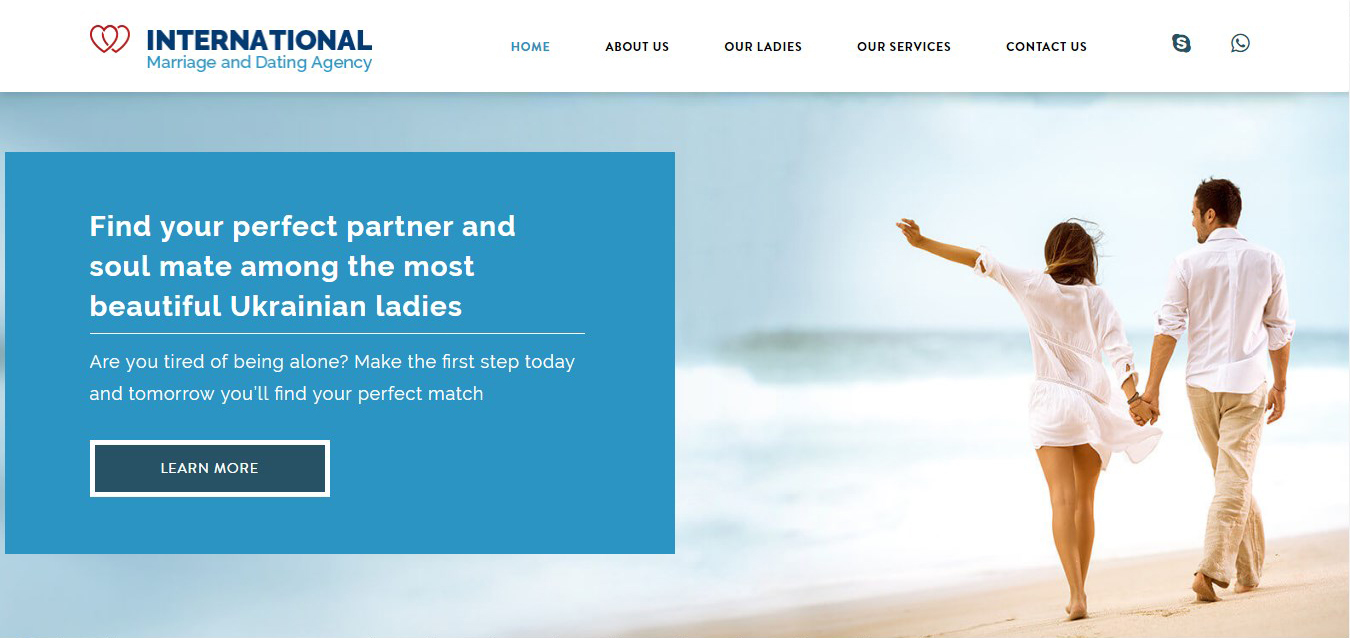 INTERNATIONAL
Marriage and Dating Agency
HOME
ABOUT US
OUR LADIES
OUR SERVICES
CONTACT US
Find your perfect partner and
soul mate among the most
beautiful Ukrainian ladies
Are you tired of being alone? Make the first step today
and tomorrow you'll find your perfect match
LEARN MORE